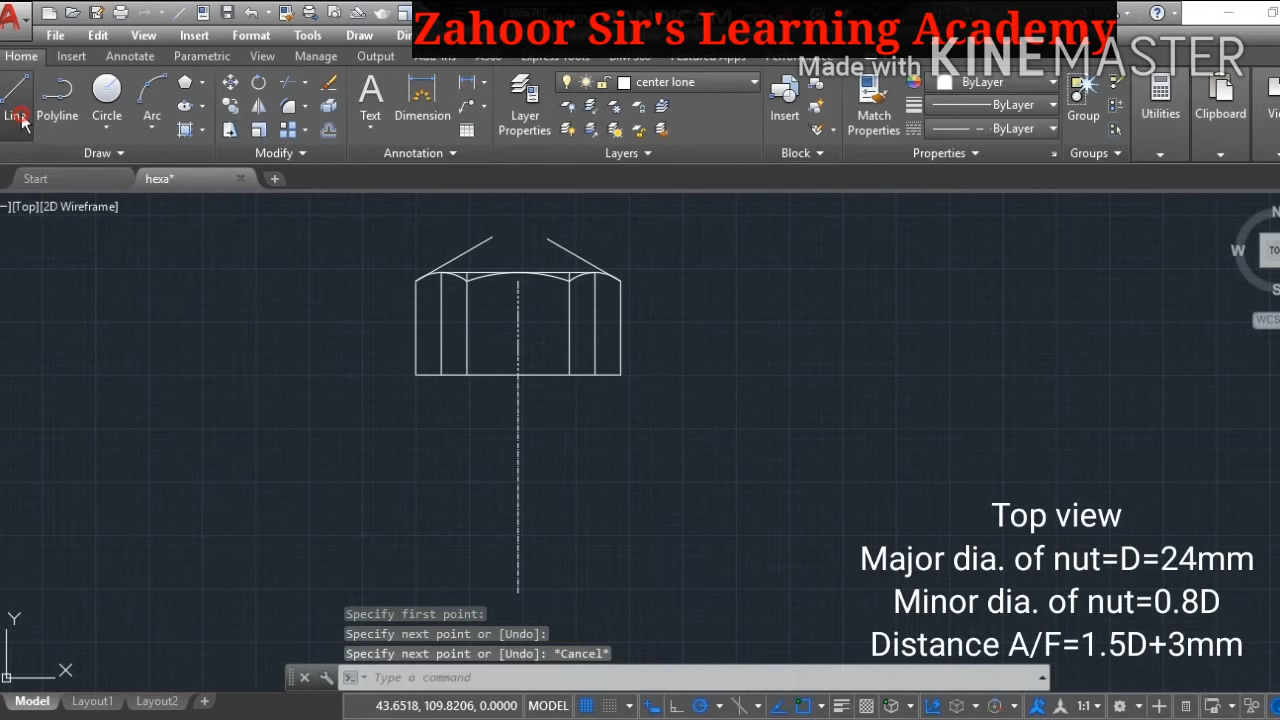 Zahoor Sir's Learning Academy
Made with KINEMASTER
File Edit View Insert Format Tools Draw
Home Insert Annotate Parametric View Manage Output
Line Polyline Circle Arc
Text Dimension
Layer Properties
center lone
Insert
Match Properties
ByLayer
ByLayer
ByLayer
Group
Utilities
Clipboard
Draw
Modify
Annotation
Layers
Block
Properties
Groups
Start
hexa*
[Top][2D Wireframe]
N
W
S
WCS
Top view
Major dia. of nut=D=24mm
Minor dia. of nut=0.8D
Distance A/F=1.5D+3mm
Y
X
Specify first point:
Specify next point or [Undo]:
Specify next point or [Undo]: *Cancel*
Type a command
Model Layout1 Layout2
43.6518, 109.8206, 0.0000 MODEL
1:1